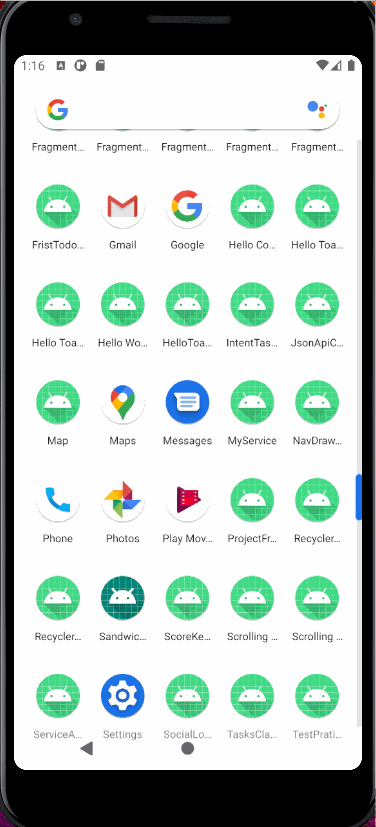 1:16
Fragment... Fragment... Fragment... Fragment... Fragment...
FristTodo... Gmail Google Hello Co... Hello Toa...
Hello Toa... Hello Wo... HelloToa... IntentTas... JsonApiC...
Map Maps Messages MyService NavDraw...
Phone Photos Play Mov... ProjectFr... Recycler...
Recycler... Sandwic... ScoreKe... Scrolling ... Scrolling ...
ServiceA... Settings SocialLo... TasksCla... TestPrati...